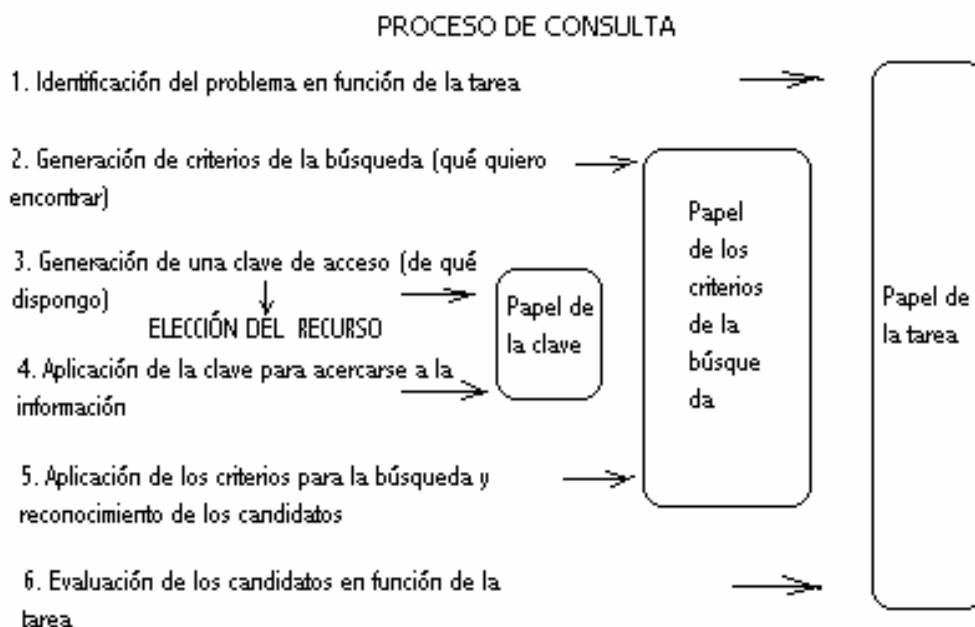 PROCESO DE CONSULTA
1. Identificación del problema en función de la tarea
2. Generación de criterios de la búsqueda (qué quiero
encontrar)
3. Generación de una clave de acceso (de qué
dispongo)
ELECCIÓN DEL RECURSO
4. Aplicación de la clave para acercarse a la
información
5. Aplicación de los criterios para la búsqueda y
reconocimiento de los candidatos
6. Evaluación de los candidatos en función de la
tarea
Papel de
la clave
Papel
de los
criterios
de la
búsque
da
Papel de
la tarea